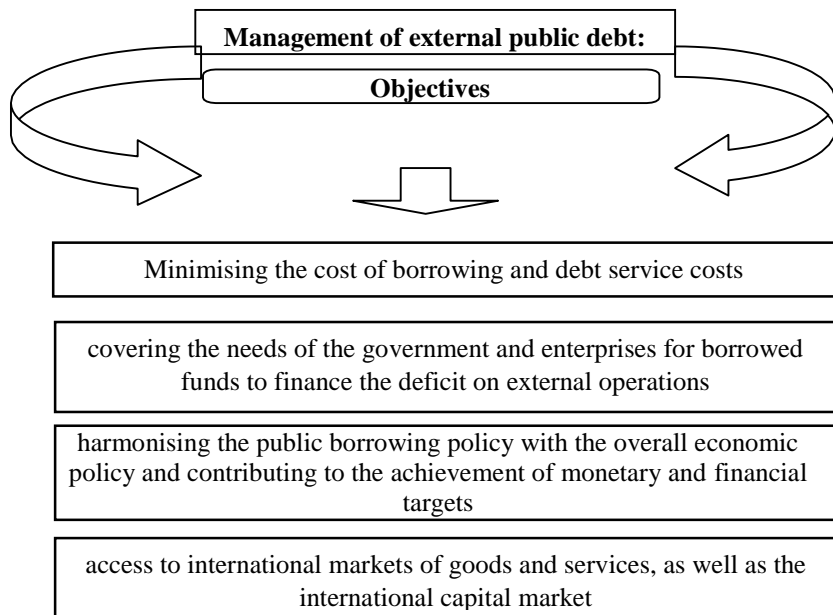 Management of external public debt:
Objectives
Minimising the cost of borrowing and debt service costs
covering the needs of the government and enterprises for borrowed
funds to finance the deficit on external operations
harmonising the public borrowing policy with the overall economic
policy and contributing to the achievement of monetary and financial
targets
access to international markets of goods and services, as well as the
international capital market